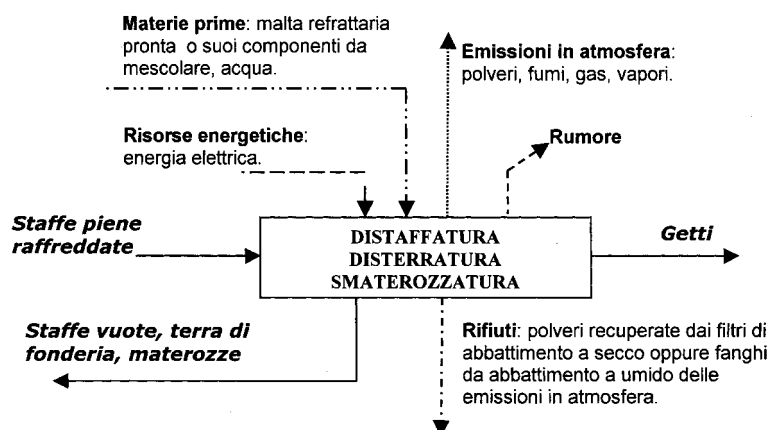 Materie prime: malta refrattaria
pronta o suoi componenti da
mescolare, acqua.
Emissioni in atmosfera:
polveri, fumi, gas, vapori.
Risorse energetiche:
energia elettrica.
Rumore
Staffe piene
raffreddate
DISTAFFATURA
DISTERRATURA
SMATEROZZATURA
Getti
Staffe vuote, terra di
fonderia, materozze
Rifiuti: polveri recuperate dai filtri di
abbattimento a secco oppure fanghi
da abbattimento a umido delle
emissioni in atmosfera.